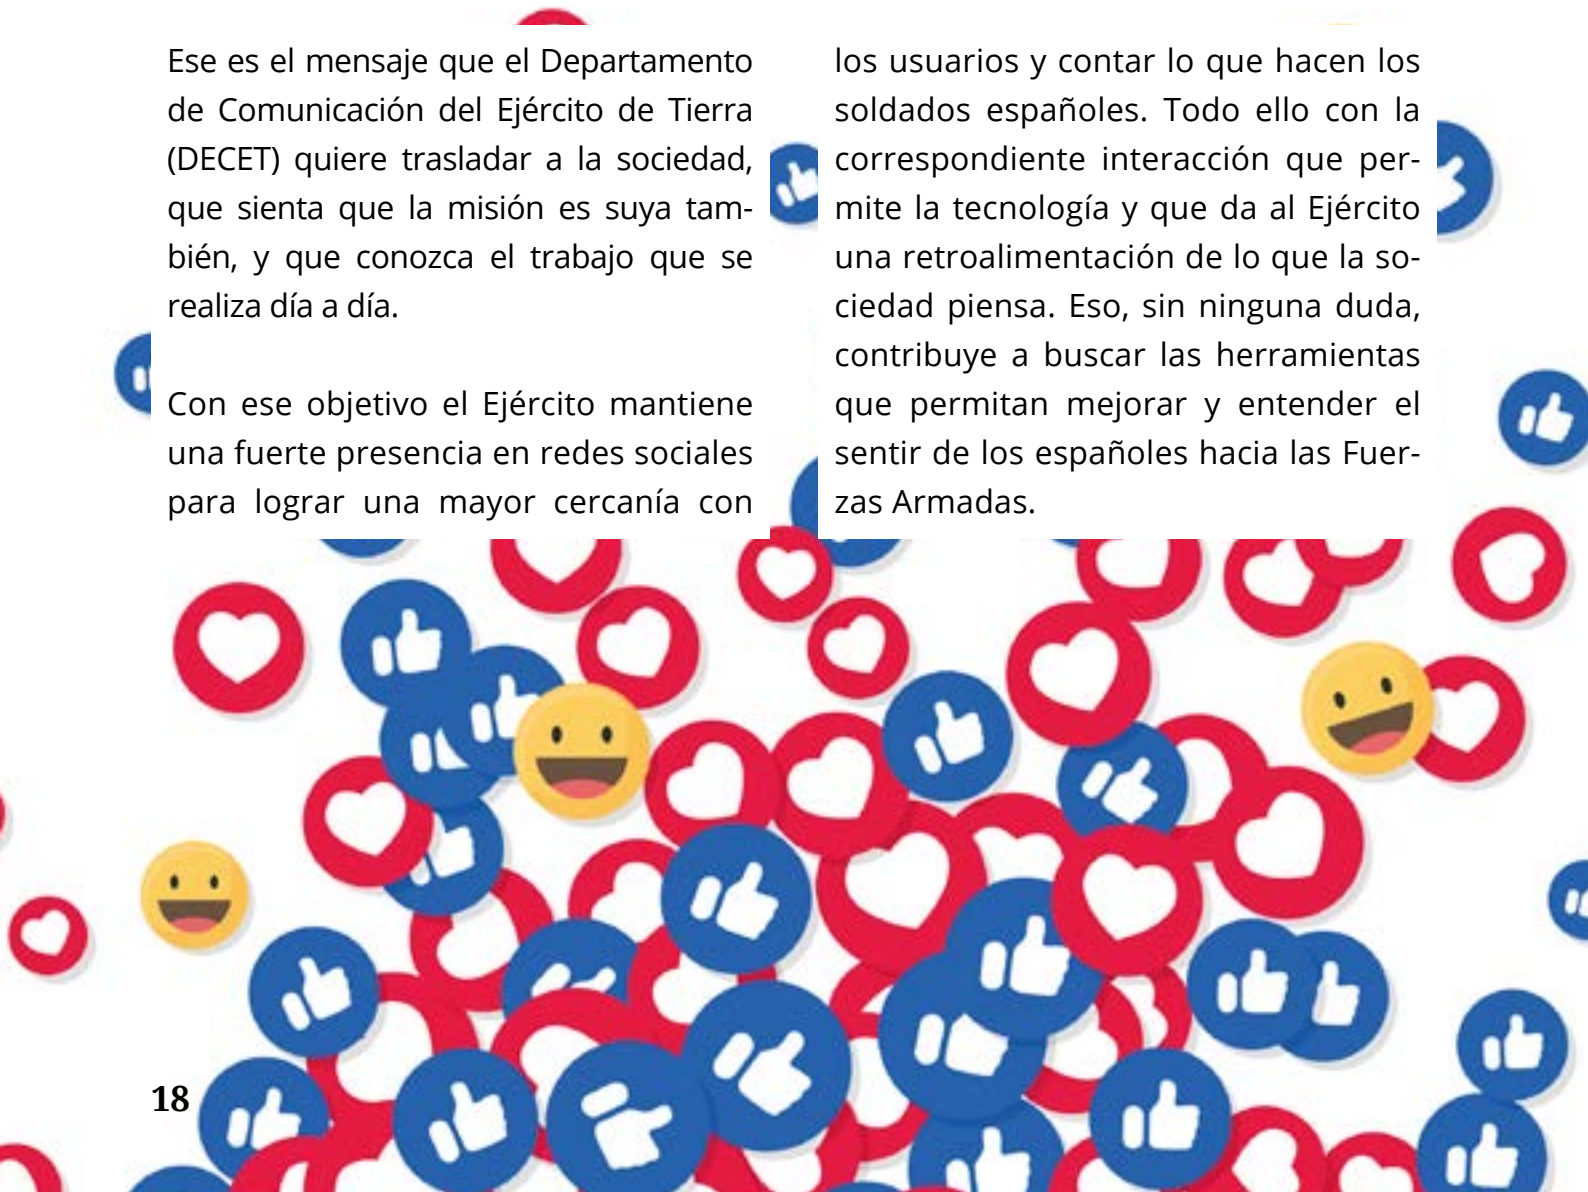 Ese es el mensaje que el Departamento
de Comunicación del Ejército de Tierra
(DECET) quiere trasladar a la sociedad,
que sienta que la misión es suya tam-
bién, y que conozca el trabajo que se
realiza día a día.
Con ese objetivo el Ejército mantiene
una fuerte presencia en redes sociales
para lograr una mayor cercanía con
los usuarios y contar lo que hacen los
soldados españoles. Todo ello con la
correspondiente interacción que per-
mite la tecnología y que da al Ejército
una retroalimentación de lo que la so-
ciedad piensa. Eso, sin ninguna duda,
contribuye a buscar las herramientas
que permitan mejorar y entender el
sentir de los españoles hacia las Fuer-
zas Armadas.
18